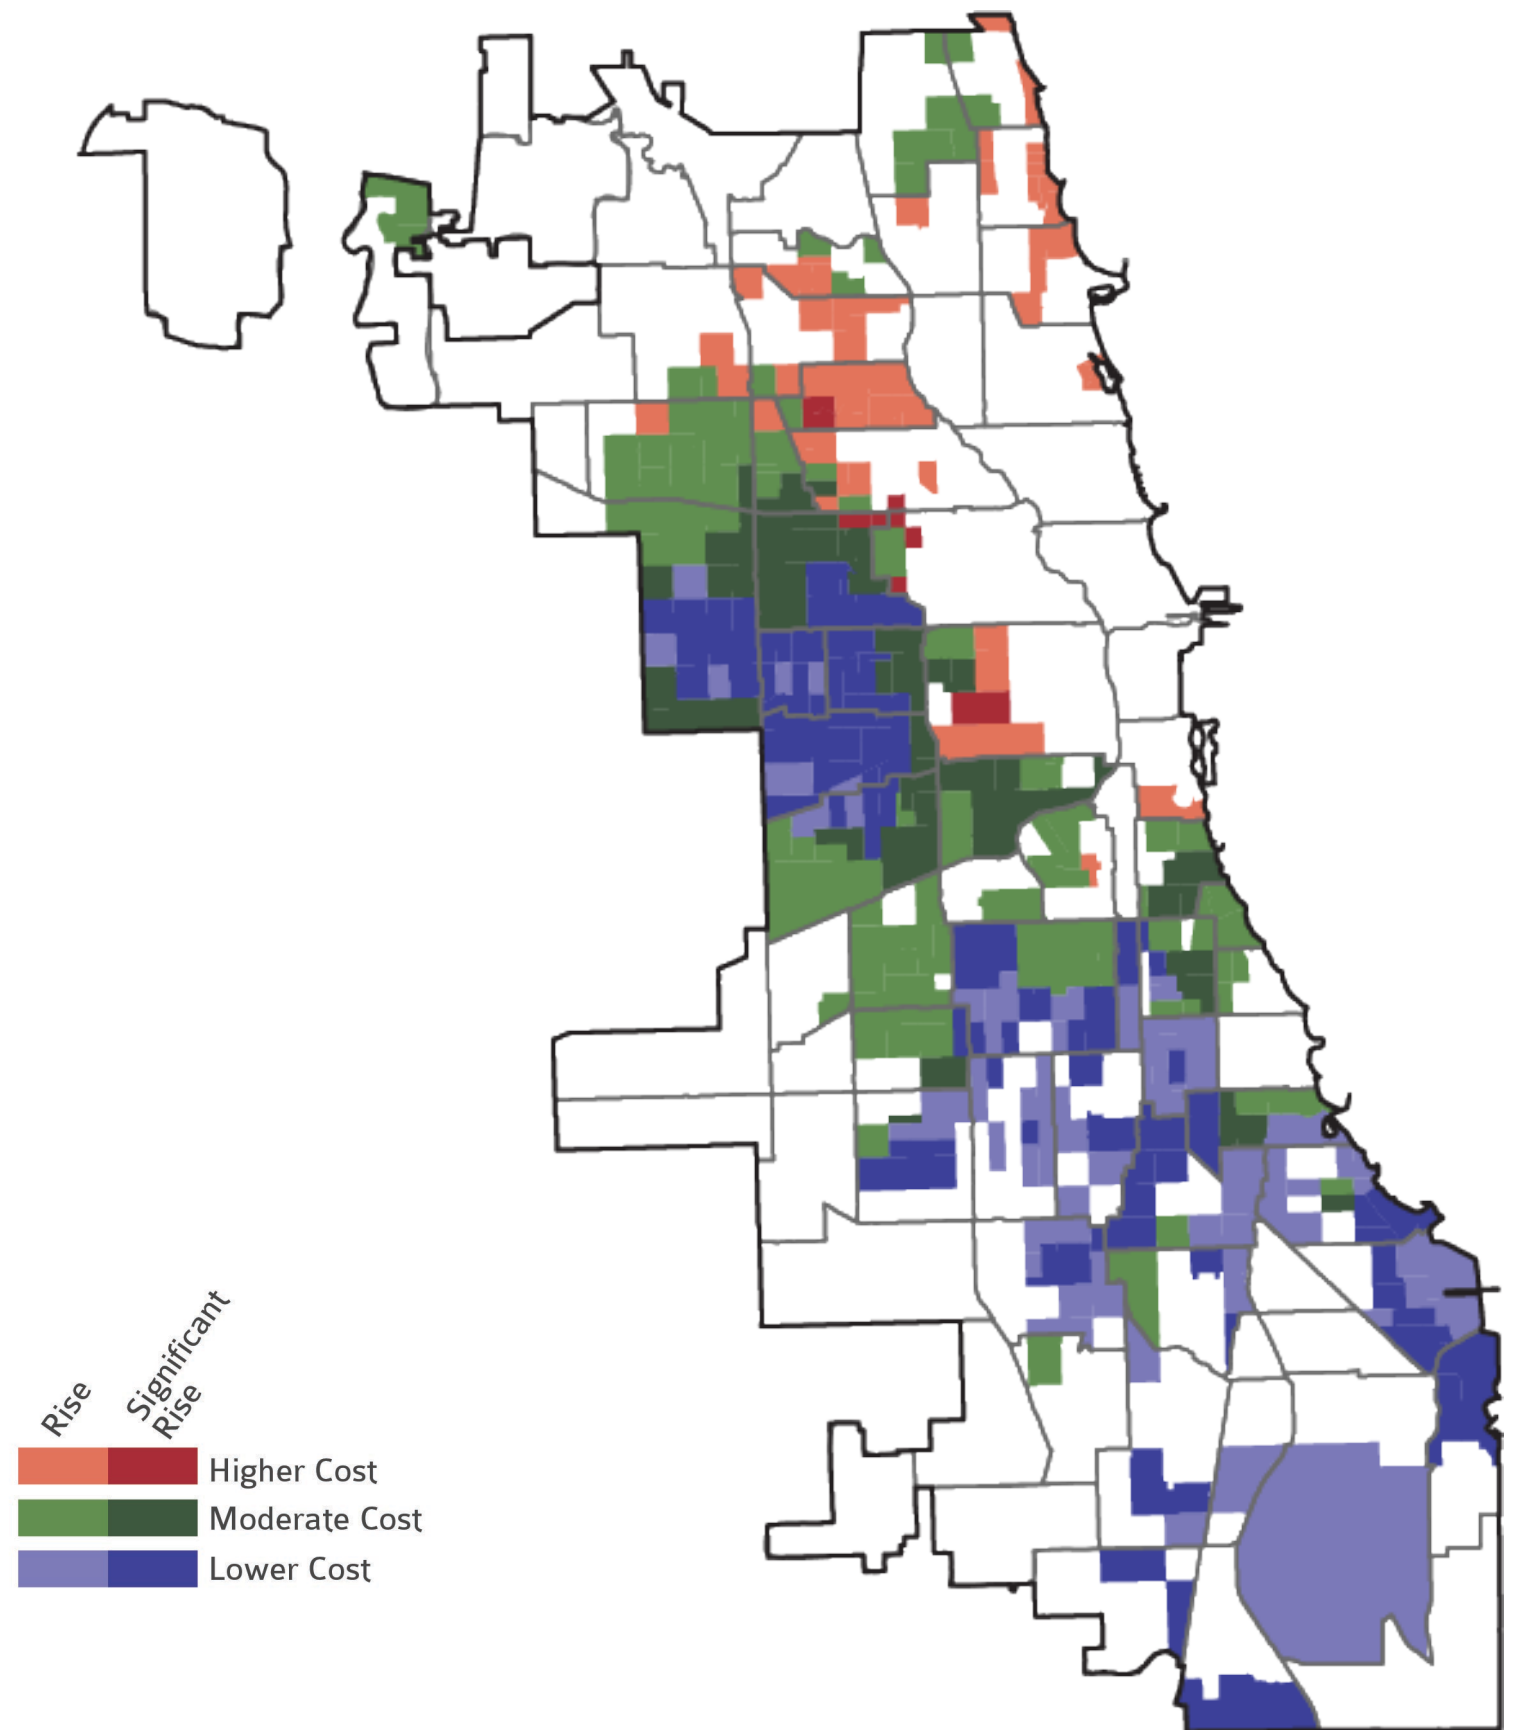 Rise
Significant
Rise
Higher Cost
Moderate Cost
Lower Cost